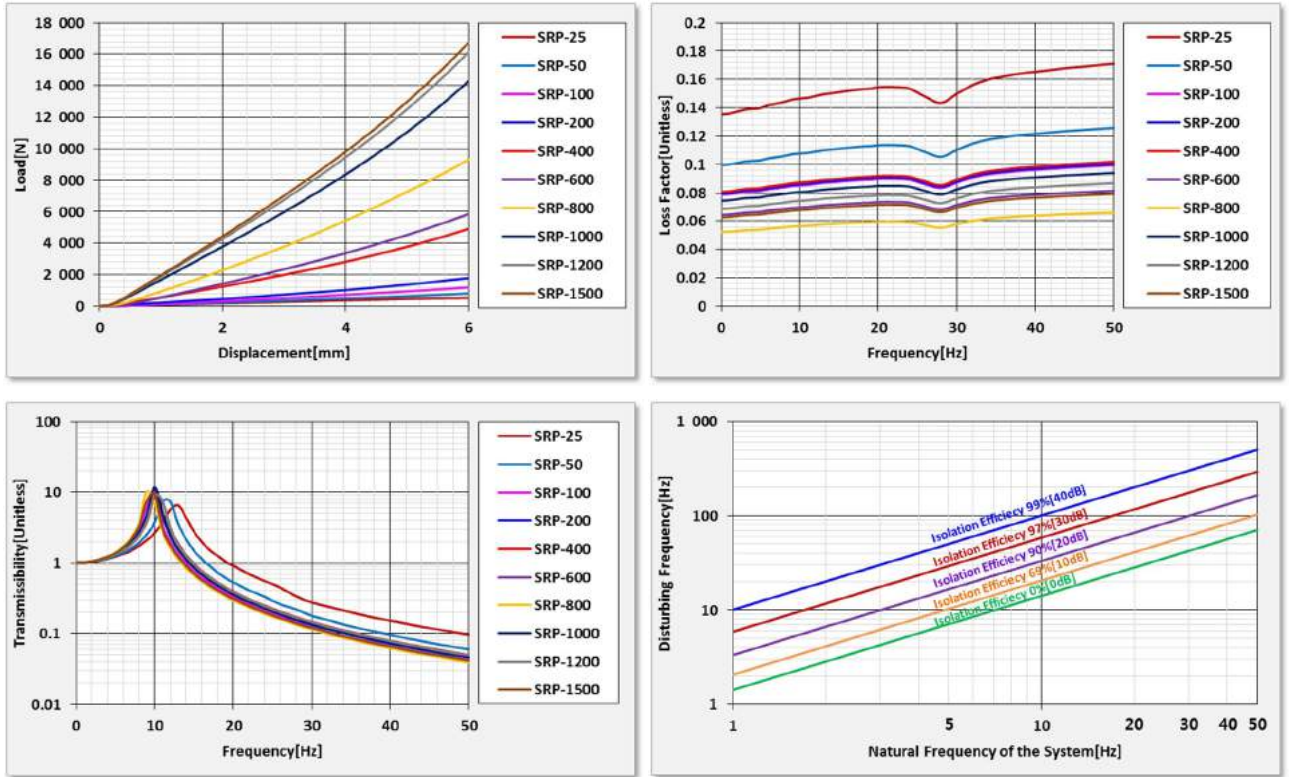 18 000
16 000
14 000
12 000
10 000
8 000
6 000
4 000
2 000
0
Load[N]
0 2 4 6
Displacement[mm]
SRP-25
SRP-50
SRP-100
SRP-200
SRP-400
SRP-600
SRP-800
SRP-1000
SRP-1200
SRP-1500
0.2
0.18
0.16
0.14
0.12
0.1
0.08
0.06
0.04
0.02
0
Loss Factor[Unitless]
0 10 20 30 40 50
Frequency[Hz]
SRP-25
SRP-50
SRP-100
SRP-200
SRP-400
SRP-600
SRP-800
SRP-1000
SRP-1200
SRP-1500
100
10
1
0.1
0.01
Transmissibility[Unitless]
0 10 20 30 40 50
Frequency[Hz]
SRP-25
SRP-50
SRP-100
SRP-200
SRP-400
SRP-600
SRP-800
SRP-1000
SRP-1200
SRP-1500
1 000
100
10
1
Disturbing Frequency[Hz]
Isolation Efficiecy 99%[40dB]
Isolation Efficiecy 97%[30dB]
Isolation Efficiecy 90%[20dB]
Isolation Efficiecy 69%[10dB]
Isolation Efficiecy 0%[0dB]
1 5 10 20 30 40 50
Natural Frequency of the System[Hz]